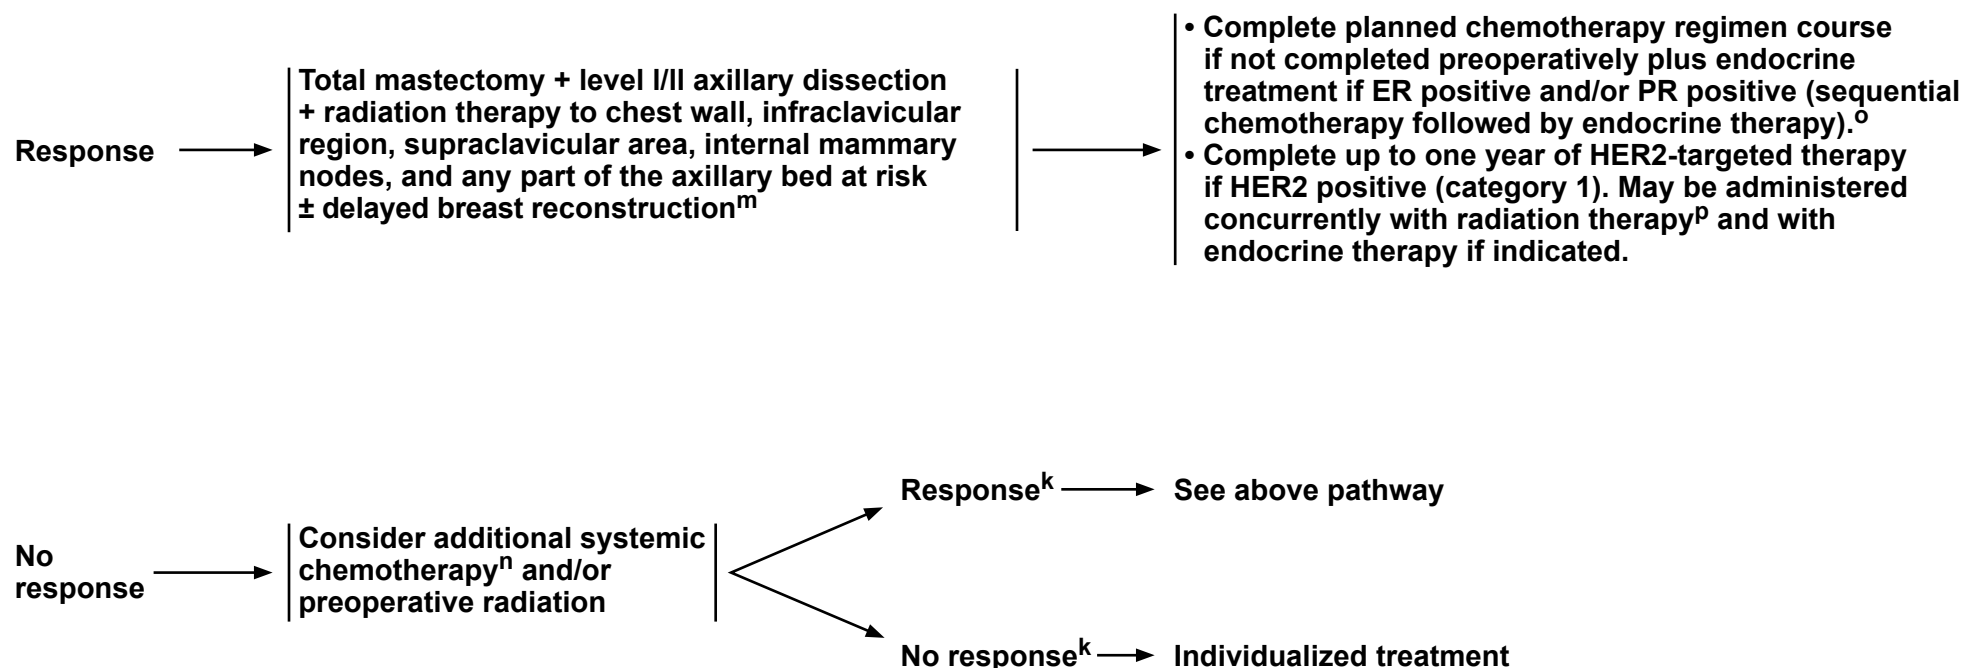 Response
Total mastectomy + level I/II axillary dissection
+ radiation therapy to chest wall, infraclavicular
region, supraclavicular area, internal mammary
nodes, and any part of the axillary bed at risk
± delayed breast reconstructionᵐ
• Complete planned chemotherapy regimen course
if not completed preoperatively plus endocrine
treatment if ER positive and/or PR positive (sequential
chemotherapy followed by endocrine therapy).ᵒ
• Complete up to one year of HER2-targeted therapy
if HER2 positive (category 1). May be administered
concurrently with radiation therapyᵖ and with
endocrine therapy if indicated.
No
response
Consider additional systemic
chemotherapyⁿ and/or
preoperative radiation
Responseᵏ
See above pathway
No responseᵏ
Individualized treatment